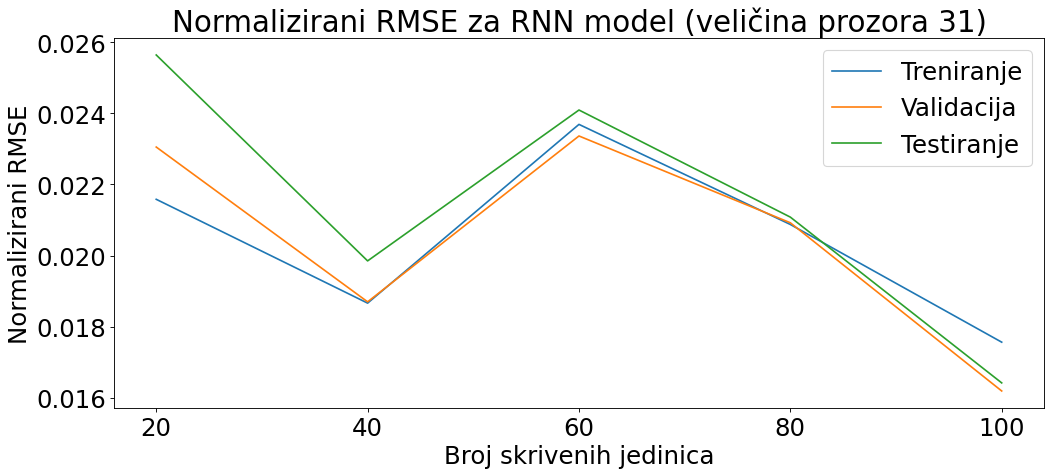 Normalizirani RMSE za RNN model (veličina prozora 31)
Normalizirani RMSE
0.026
0.024
0.022
0.020
0.018
0.016
Treniranje
Validacija
Testiranje
20 40 60 80 100
Broj skrivenih jedinica